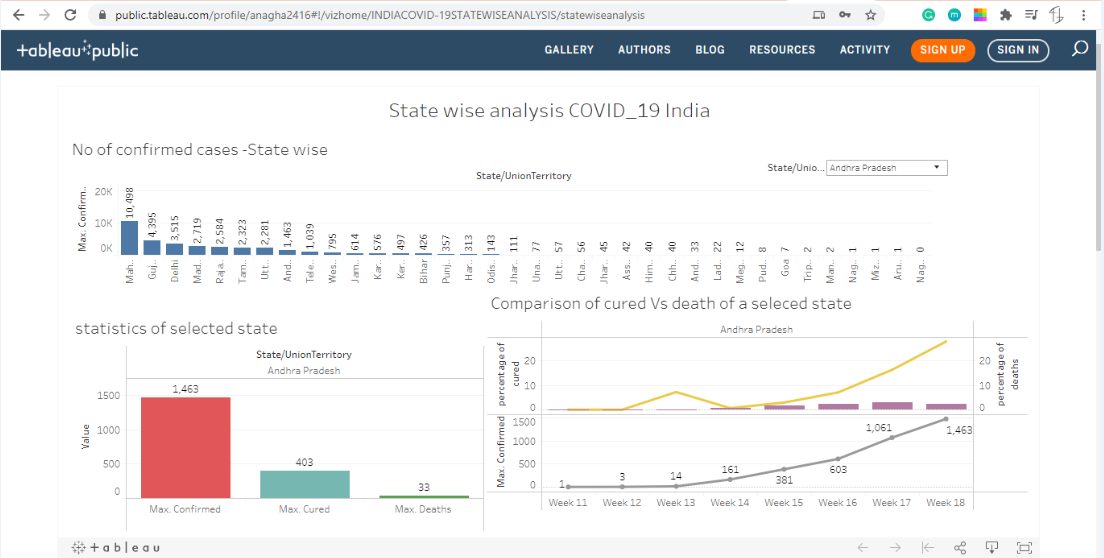 public.tableau.com/profile/anagha2416#!/vizhome/INDIACOVID-19STATEWISEANALYSIS/statewiseanalysis
+ableau+public
GALLERY AUTHORS BLOG RESOURCES ACTIVITY SIGN UP SIGN IN
State wise analysis COVID_19 India
No of confirmed cases -State wise
State/UnionTerritory
State/Unio... Andhra Pradesh
Max. Confirm..
20K
10K
0K
10,498 4,395 3,515 2,719 2,584 2,323 2,281 1,463 1,039 795 614 576 497 426 357 313 143 111 77 57 56 45 42 40 40 33 22 12 8 7 2 2 1 1 1 0
Mah.. Guj.. Delhi Mad.. Raja.. Tam.. Utt.. And.. Tele.. Wes.. Jam.. Kar.. Ker.. Bihar Punj.. Har.. Odis.. Jhar.. Una.. Utt.. Cha.. Jhar.. Ass.. Him.. Chh.. And.. Lad.. Meg.. Pud.. Goa Trip.. Man.. Nag.. Miz.. Aru.. Nag..
statistics of selected state
State/UnionTerritory
Andhra Pradesh
Value
1500
1000
500
0
1,463
403
33
Max. Confirmed Max. Cured Max. Deaths
Comparison of cured Vs death of a seleced state
Andhra Pradesh
percentage of
cured
20
10
0
20
10
0
percentage of
deaths
Max. Confirmed
1500
1000
500
0
1 3 14 161 381 603 1,061 1,463
Week 11 Week 12 Week 13 Week 14 Week 15 Week 16 Week 17 Week 18
+ a b l e a u